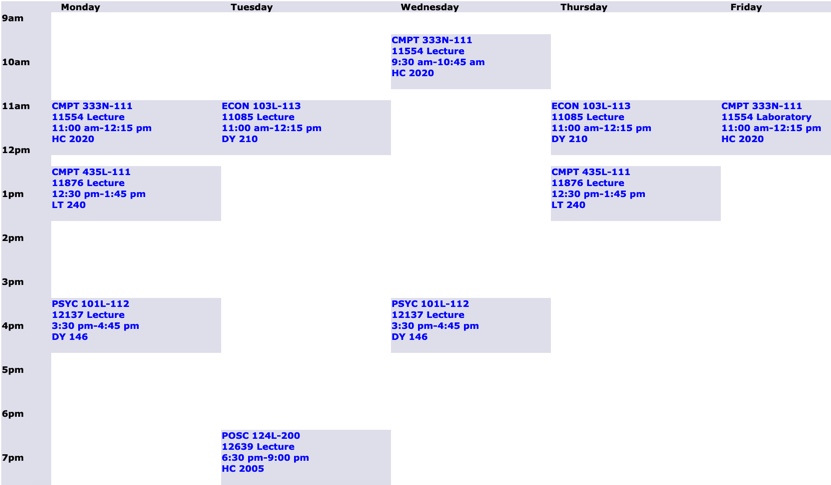 Monday Tuesday Wednesday Thursday Friday
9am
CMPT 333N-111
11554 Lecture
9:30 am-10:45 am
HC 2020
10am
11am
CMPT 333N-111
11554 Lecture
11:00 am-12:15 pm
HC 2020
ECON 103L-113
11085 Lecture
11:00 am-12:15 pm
DY 210
ECON 103L-113
11085 Lecture
11:00 am-12:15 pm
DY 210
CMPT 333N-111
11554 Laboratory
11:00 am-12:15 pm
HC 2020
12pm
CMPT 435L-111
11876 Lecture
12:30 pm-1:45 pm
LT 240
CMPT 435L-111
11876 Lecture
12:30 pm-1:45 pm
LT 240
1pm
2pm
3pm
PSYC 101L-112
12137 Lecture
3:30 pm-4:45 pm
DY 146
PSYC 101L-112
12137 Lecture
3:30 pm-4:45 pm
DY 146
4pm
5pm
6pm
POSC 124L-200
12639 Lecture
6:30 pm-9:00 pm
HC 2005
7pm